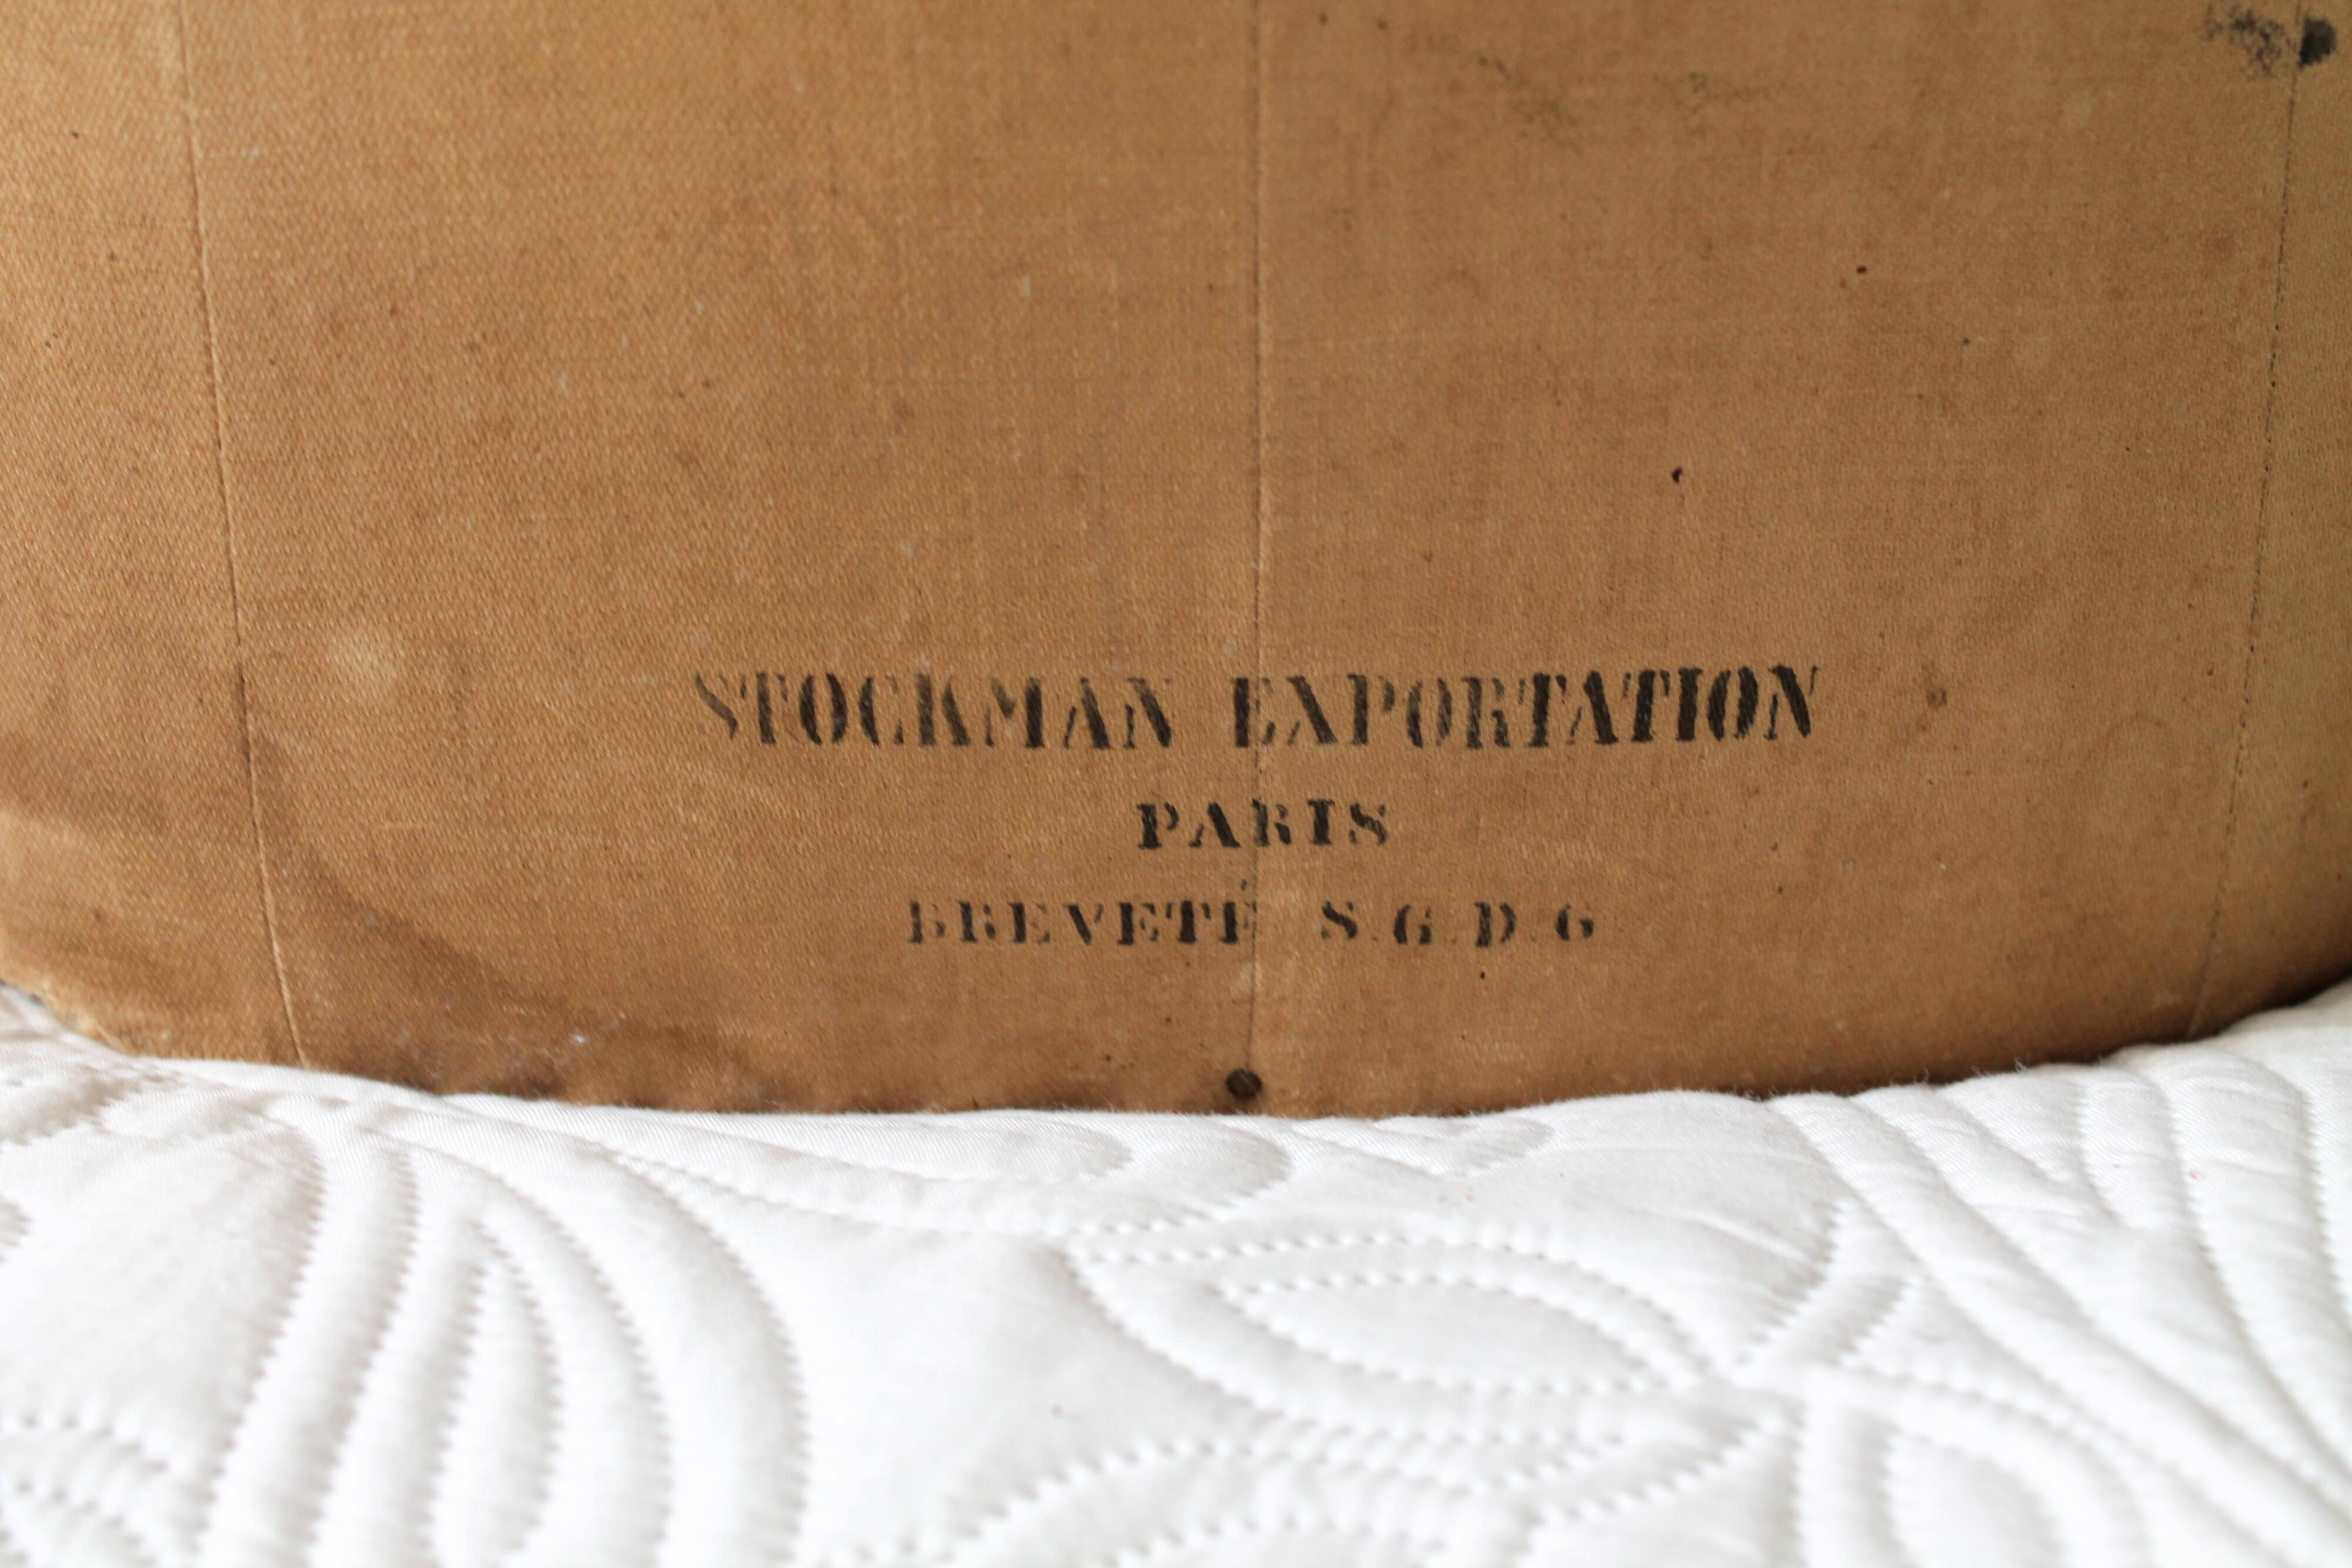 STOCKMAN EXPORTATION
PARIS
BREVETÉ S.G.D.G